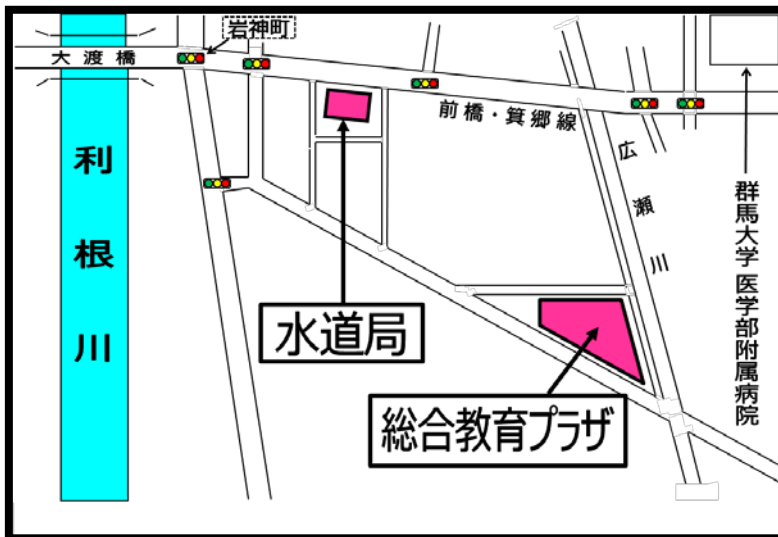 岩神町
大渡橋
前橋・箕郷線
利根川
広瀬川
群馬大学医学部附属病院
水道局
総合教育プラザ